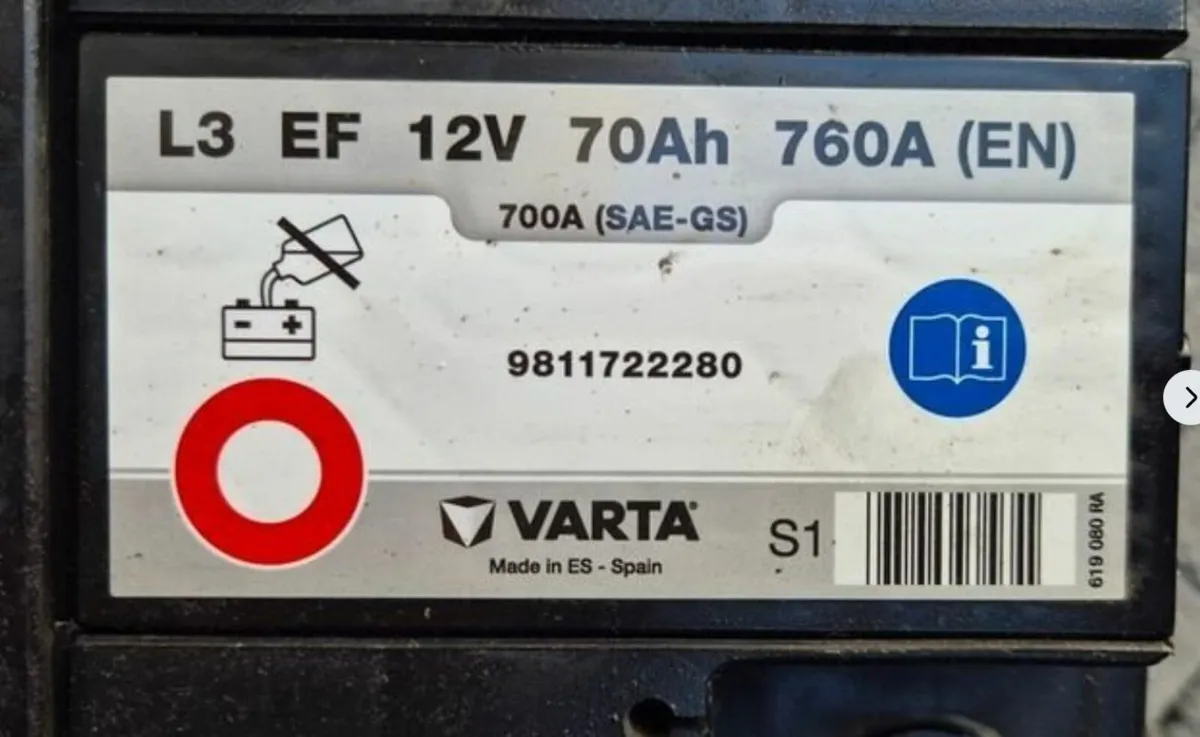 L3 EF 12V 70Ah 760A (EN)
700A (SAE-GS)
9811722280
VARTA®
Made in ES - Spain
S1
619 080 RA